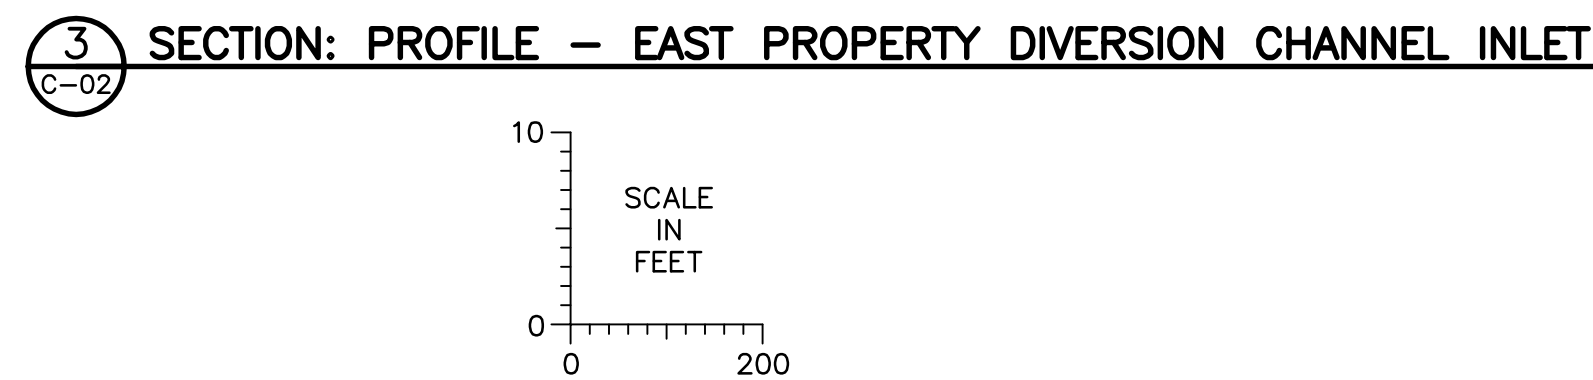 3
C-02
SECTION: PROFILE - EAST PROPERTY DIVERSION CHANNEL INLET
10
SCALE
IN
FEET
0
0 200